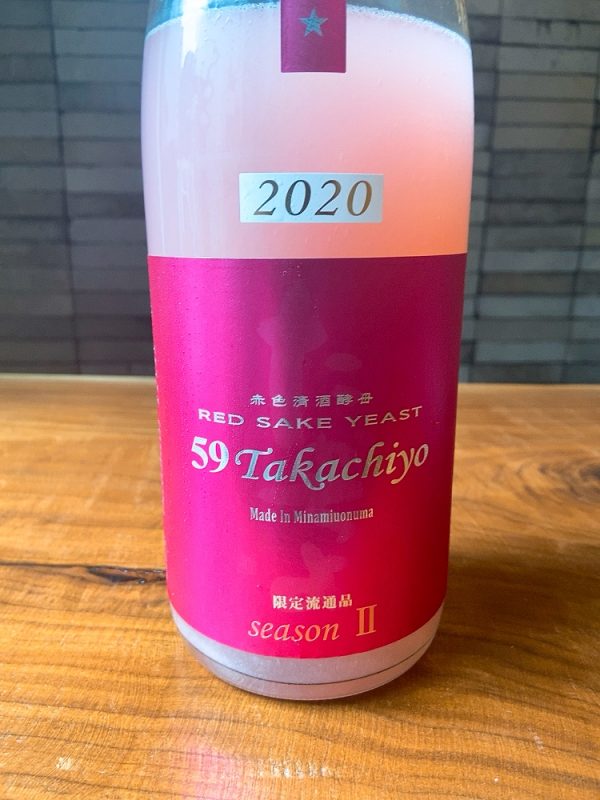 2020
赤色清酒酵母
RED SAKE YEAST
59 Takachiyo
Made In Minamiuonuma
限定流通品
season II